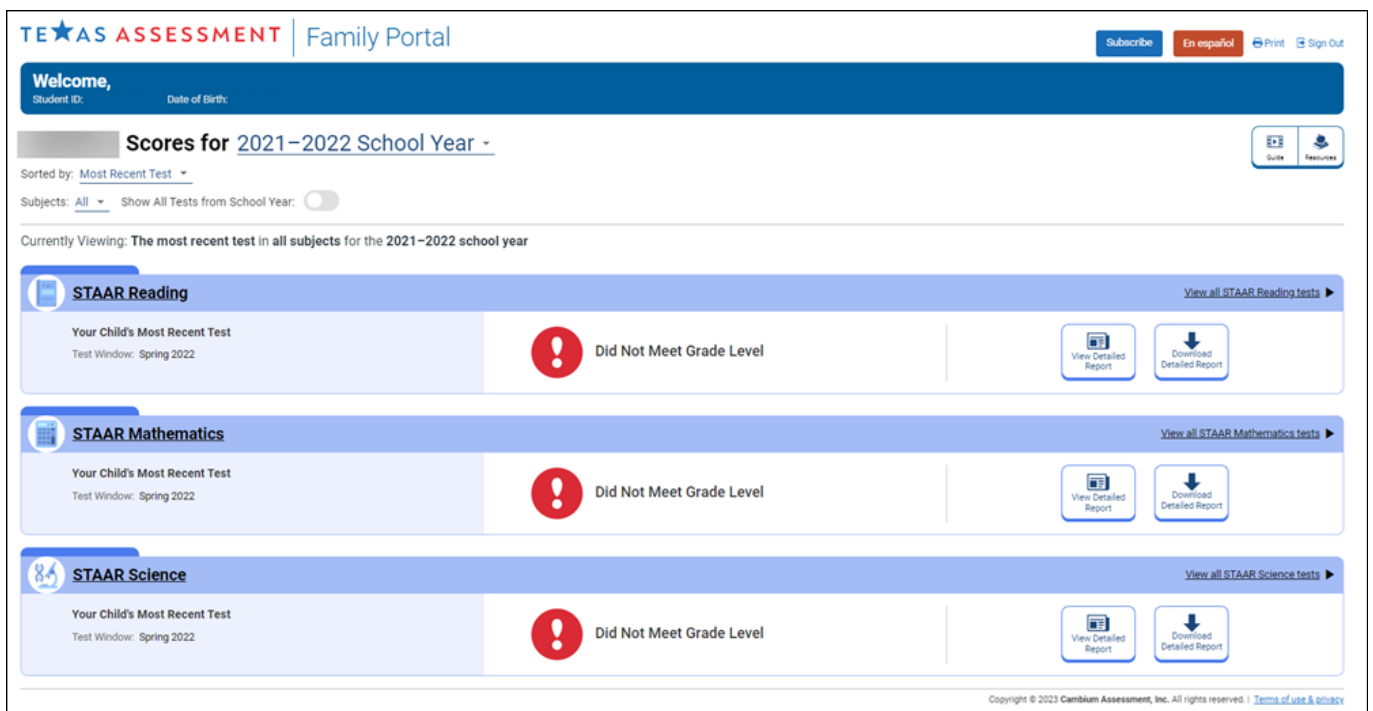 TE★AS ASSESSMENT | Family Portal
Subscribe
En español
Print
Sign Out
Welcome,
Student ID:
Date of Birth:
Scores for 2021–2022 School Year
Guide
Resources
Sorted by: Most Recent Test
Subjects: All
Show All Tests from School Year:
Currently Viewing: The most recent test in all subjects for the 2021–2022 school year
STAAR Reading
View all STAAR Reading tests
Your Child's Most Recent Test
Test Window: Spring 2022
Did Not Meet Grade Level
View Detailed
Report
Download
Detailed Report
STAAR Mathematics
View all STAAR Mathematics tests
Your Child's Most Recent Test
Test Window: Spring 2022
Did Not Meet Grade Level
View Detailed
Report
Download
Detailed Report
STAAR Science
View all STAAR Science tests
Your Child's Most Recent Test
Test Window: Spring 2022
Did Not Meet Grade Level
View Detailed
Report
Download
Detailed Report
Copyright © 2023 Cambium Assessment, Inc. All rights reserved. | Terms of use & privacy